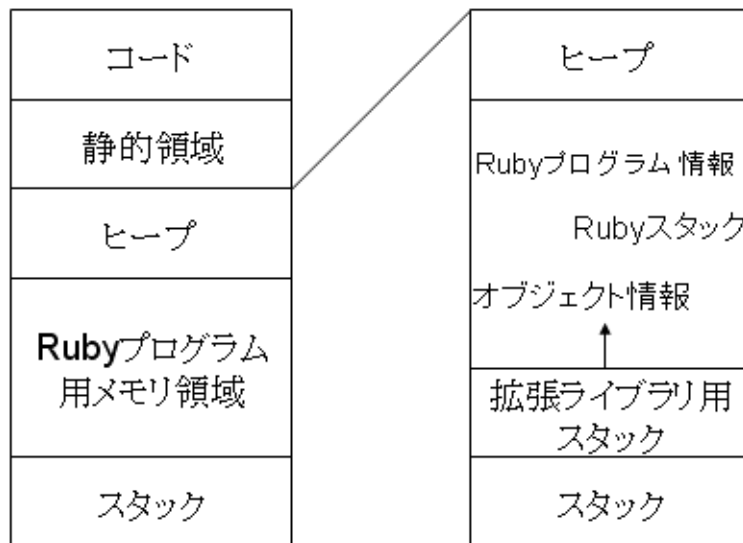 コード
静的領域
ヒープ
Rubyプログラム
用メモリ領域
スタック
ヒープ
Rubyプログラム情報
Rubyスタック
オブジェクト情報
拡張ライブラリ用
スタック
スタック